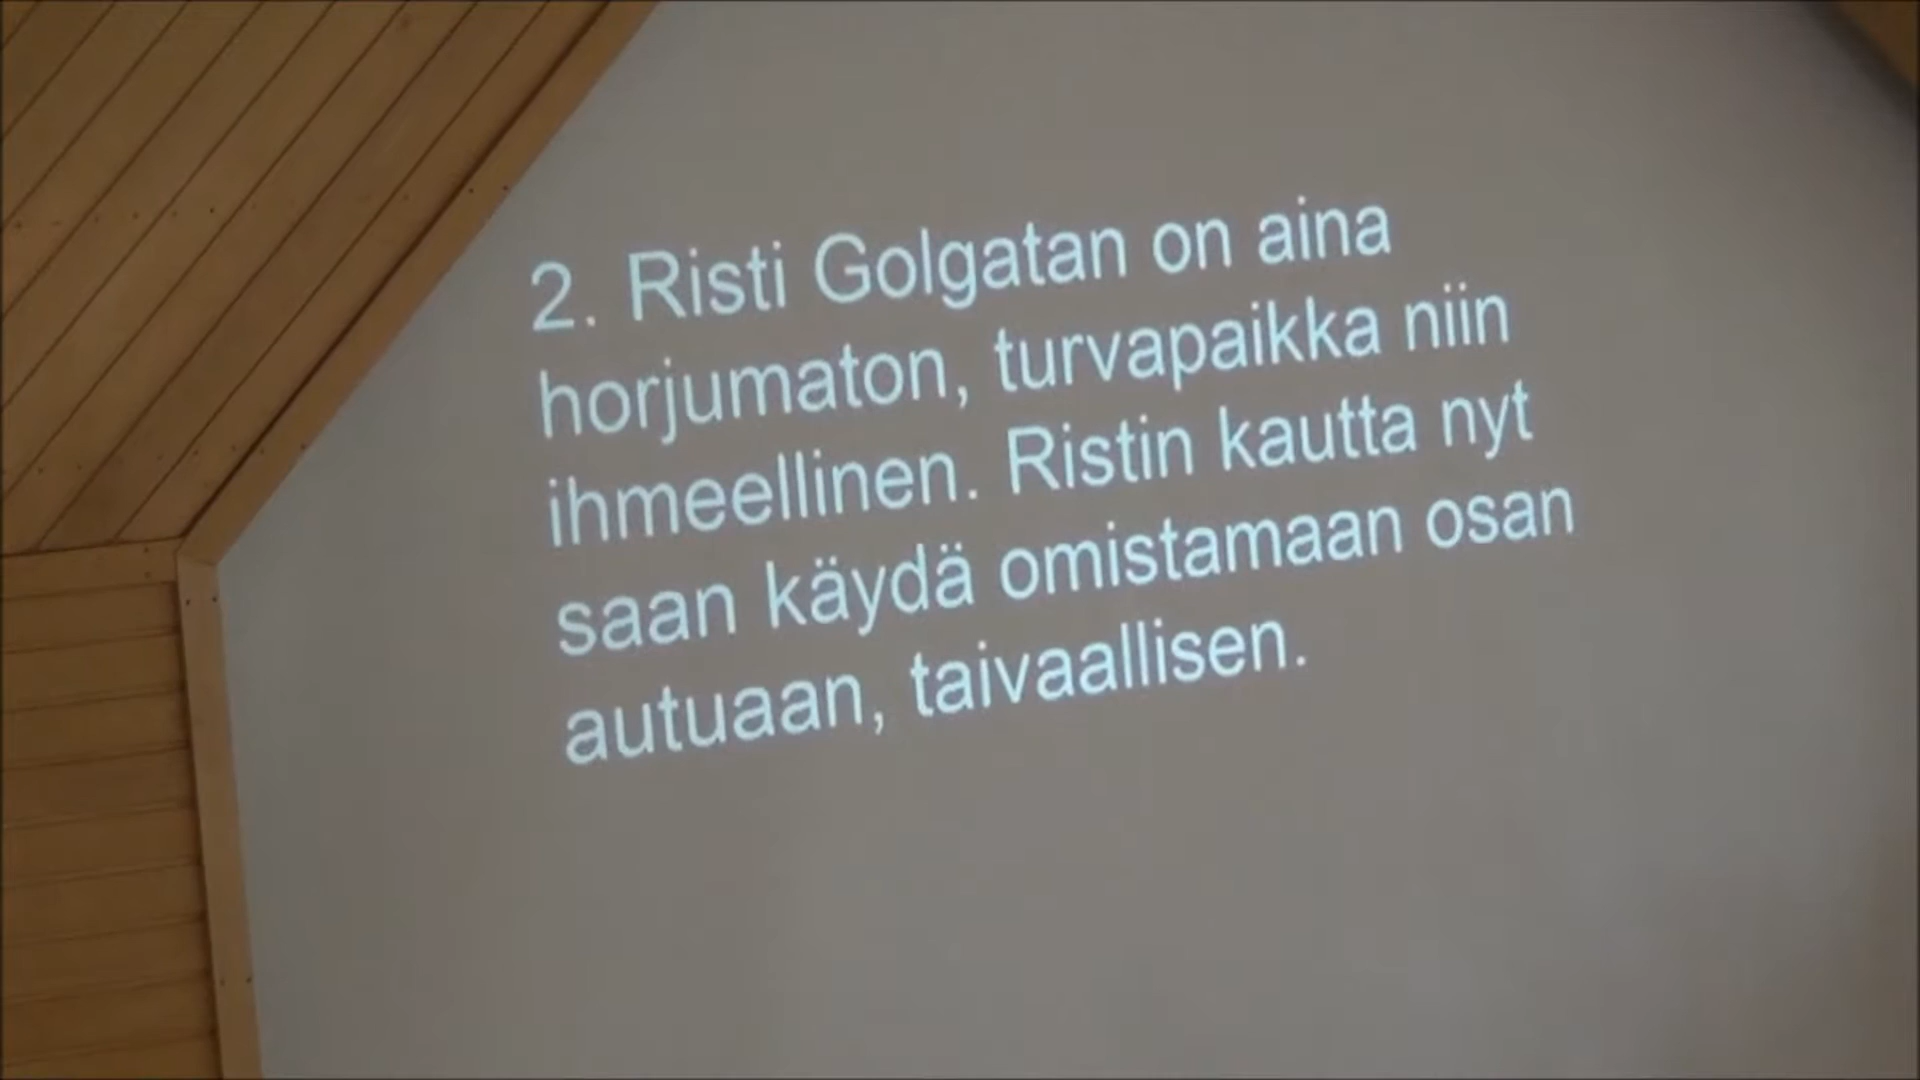 2. Risti Golgatan on aina
horjumaton, turvapaikka niin
ihmeellinen. Ristin kautta nyt
saan käydä omistamaan osan
autuaan, taivaallisen.